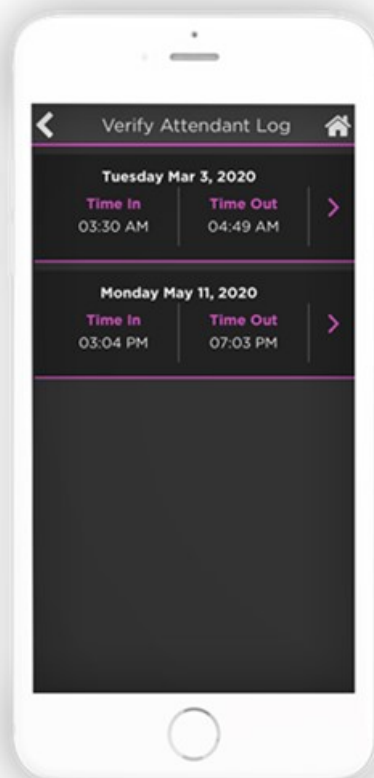 Verify Attendant Log
Tuesday Mar 3, 2020
Time In Time Out
03:30 AM 04:49 AM
Monday May 11, 2020
Time In Time Out
03:04 PM 07:03 PM